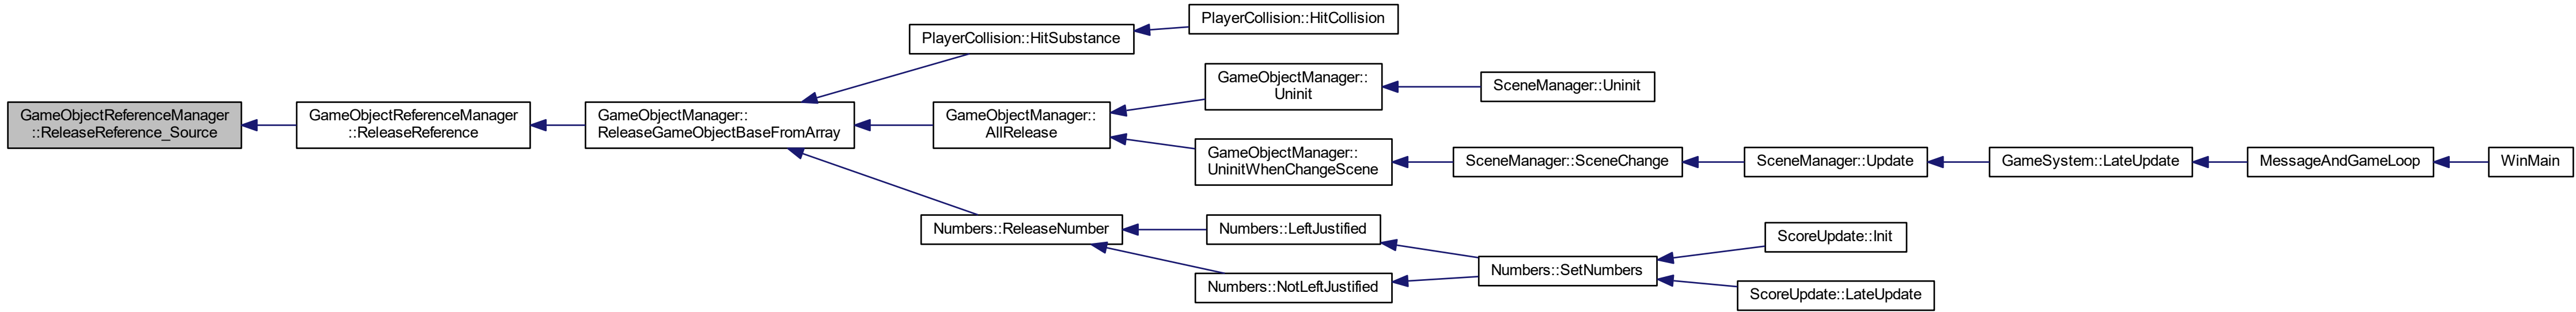 GameObjectReferenceManager
::ReleaseReference_Source
GameObjectReferenceManager
::ReleaseReference
GameObjectManager::
ReleaseGameObjectBaseFromArray
PlayerCollision::HitSubstance
PlayerCollision::HitCollision
GameObjectManager::
AllRelease
GameObjectManager::
Uninit
SceneManager::Uninit
GameObjectManager::
UninitWhenChangeScene
SceneManager::SceneChange
SceneManager::Update
GameSystem::LateUpdate
MessageAndGameLoop
WinMain
Numbers::ReleaseNumber
Numbers::LeftJustified
Numbers::NotLeftJustified
Numbers::SetNumbers
ScoreUpdate::Init
ScoreUpdate::LateUpdate